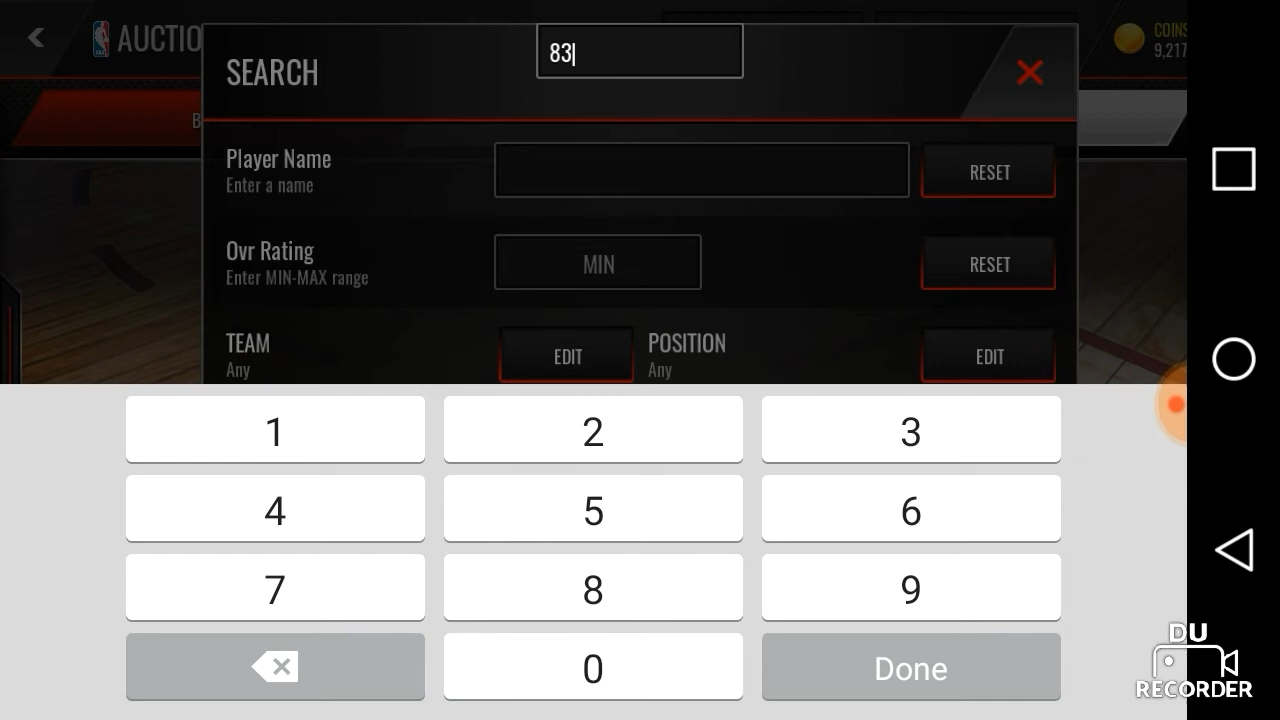 AUCTIO
83
COINS
9,217
SEARCH
B
Player Name
Enter a name
RESET
Ovr Rating
Enter MIN-MAX range
MIN
RESET
TEAM
Any
EDIT
POSITION
Any
EDIT
1 2 3
4 5 6
7 8 9
0 Done
DU
RECORDER